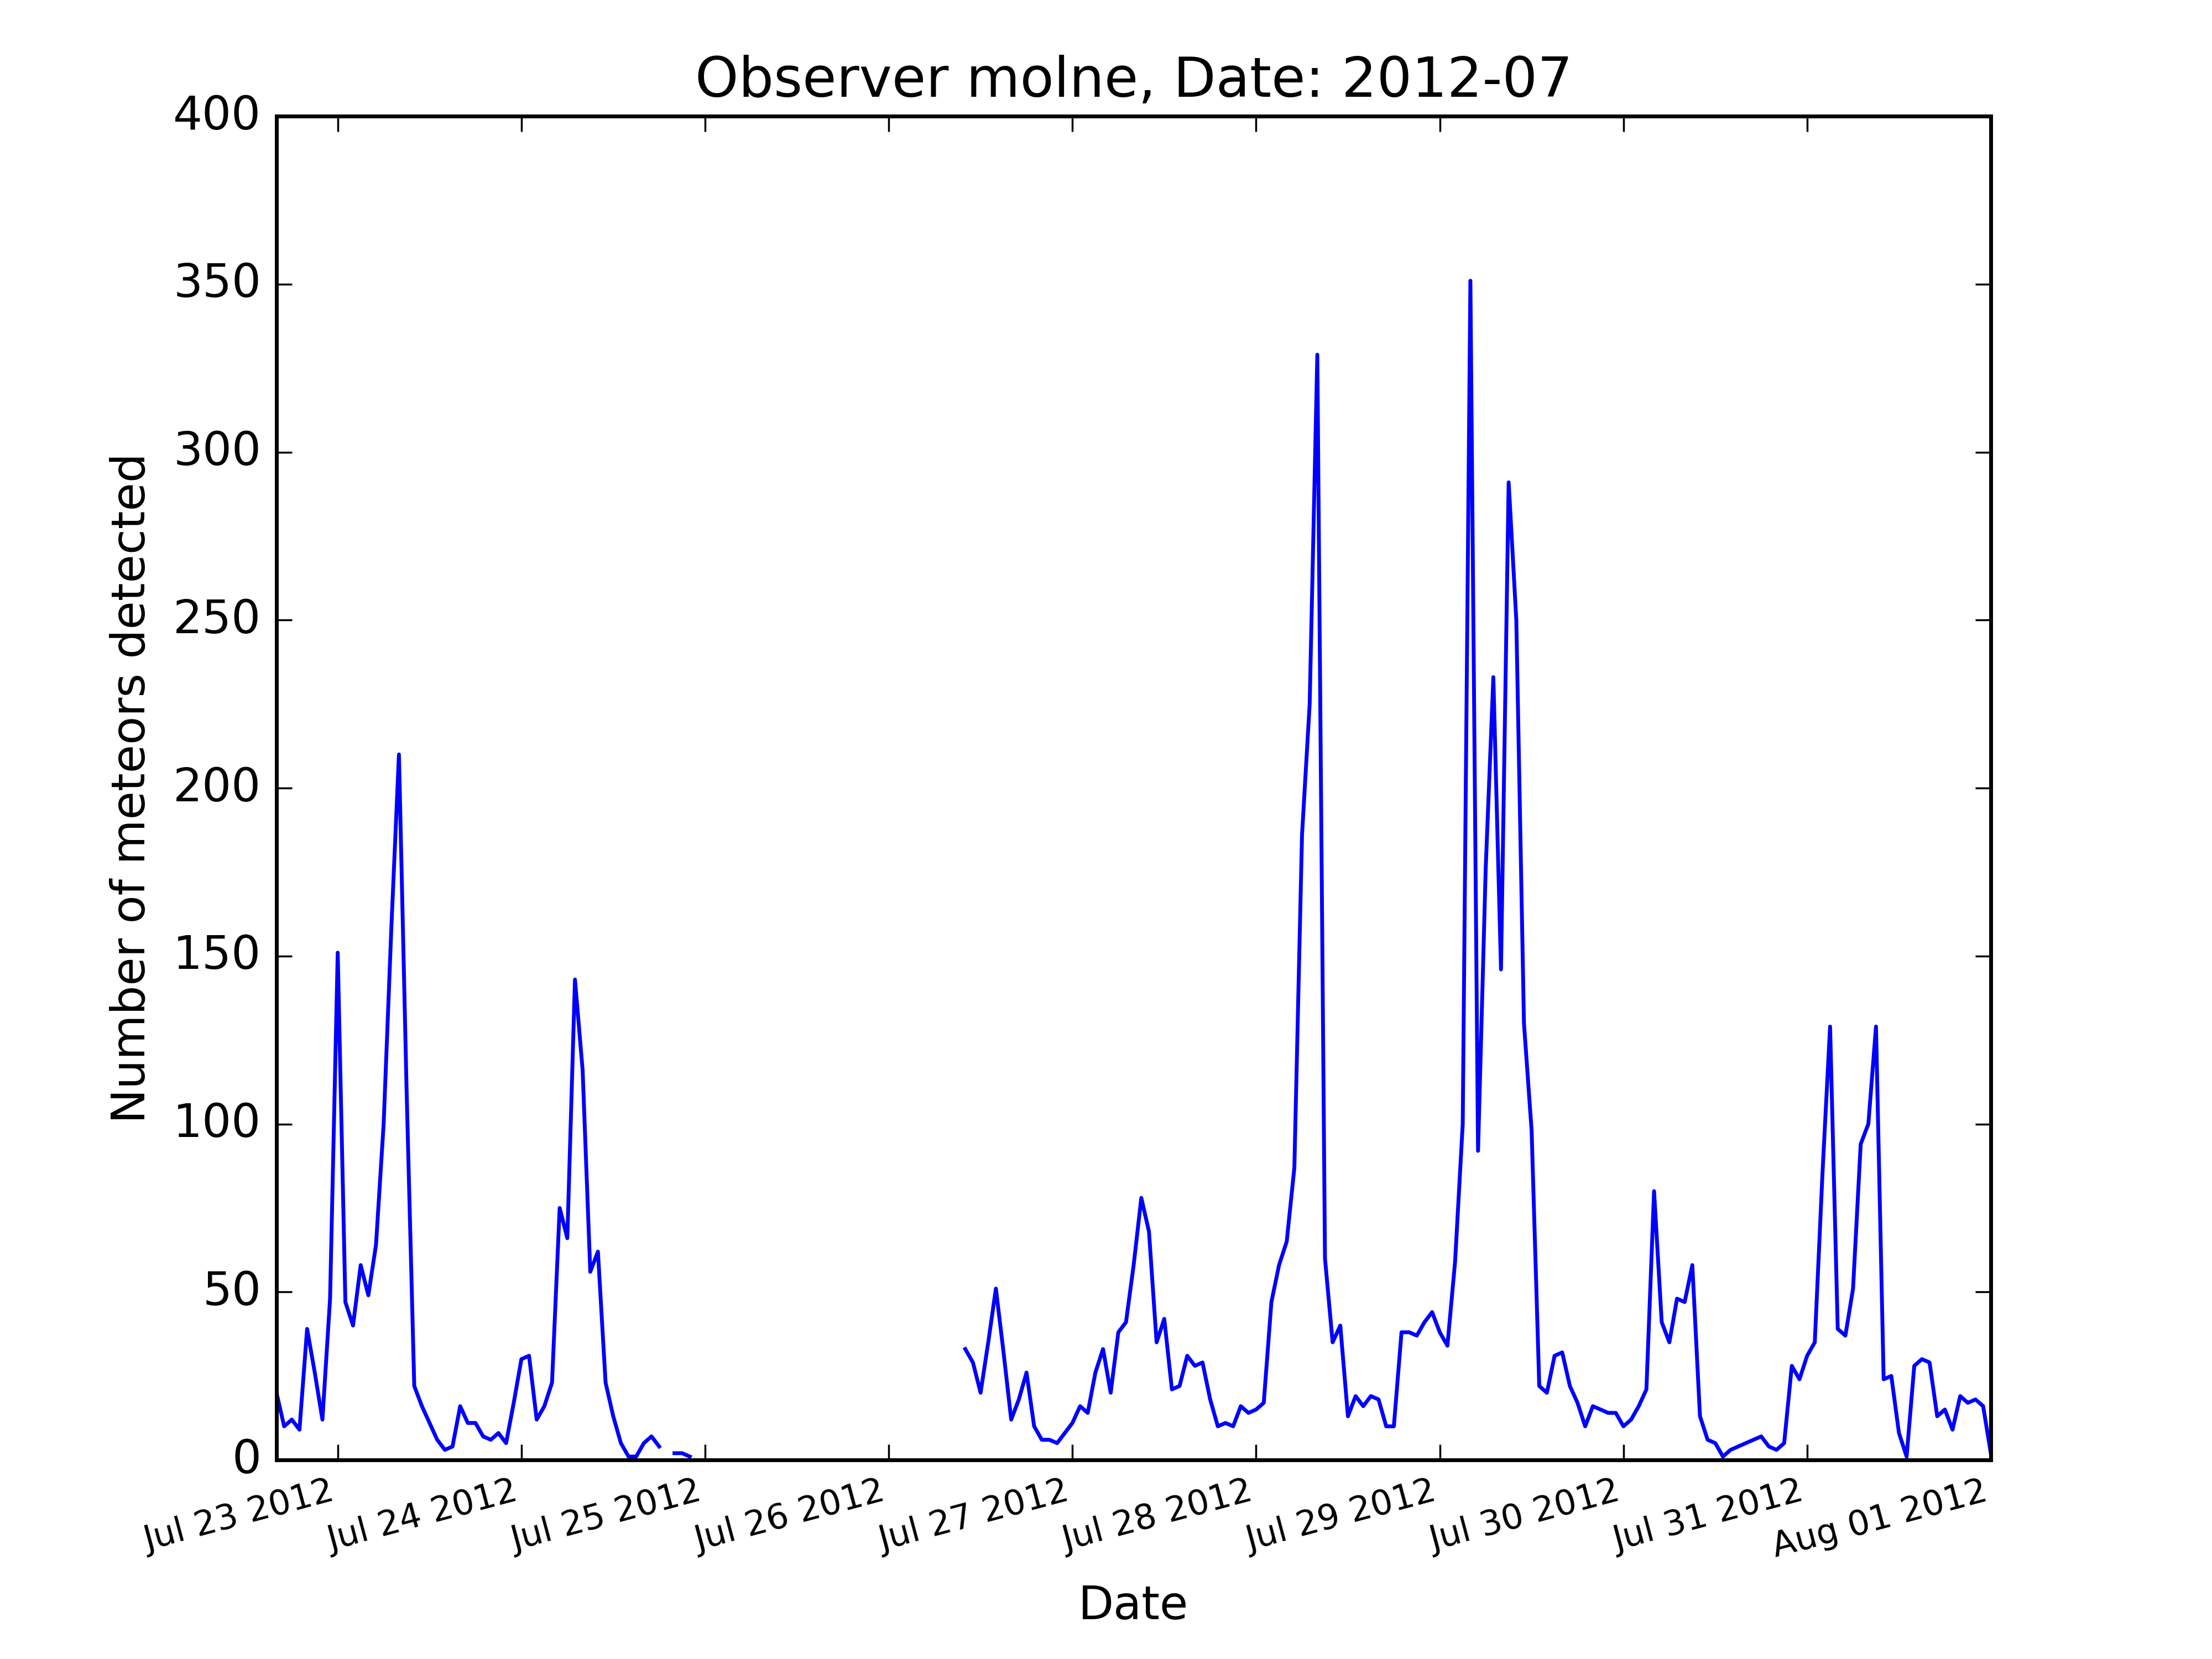 Observer molne, Date: 2012-07
400
350
300
250
200
150
100
50
0
Number of meteors detected
Jul 23 2012
Jul 24 2012
Jul 25 2012
Jul 26 2012
Jul 27 2012
Jul 28 2012
Jul 29 2012
Jul 30 2012
Jul 31 2012
Aug 01 2012
Date